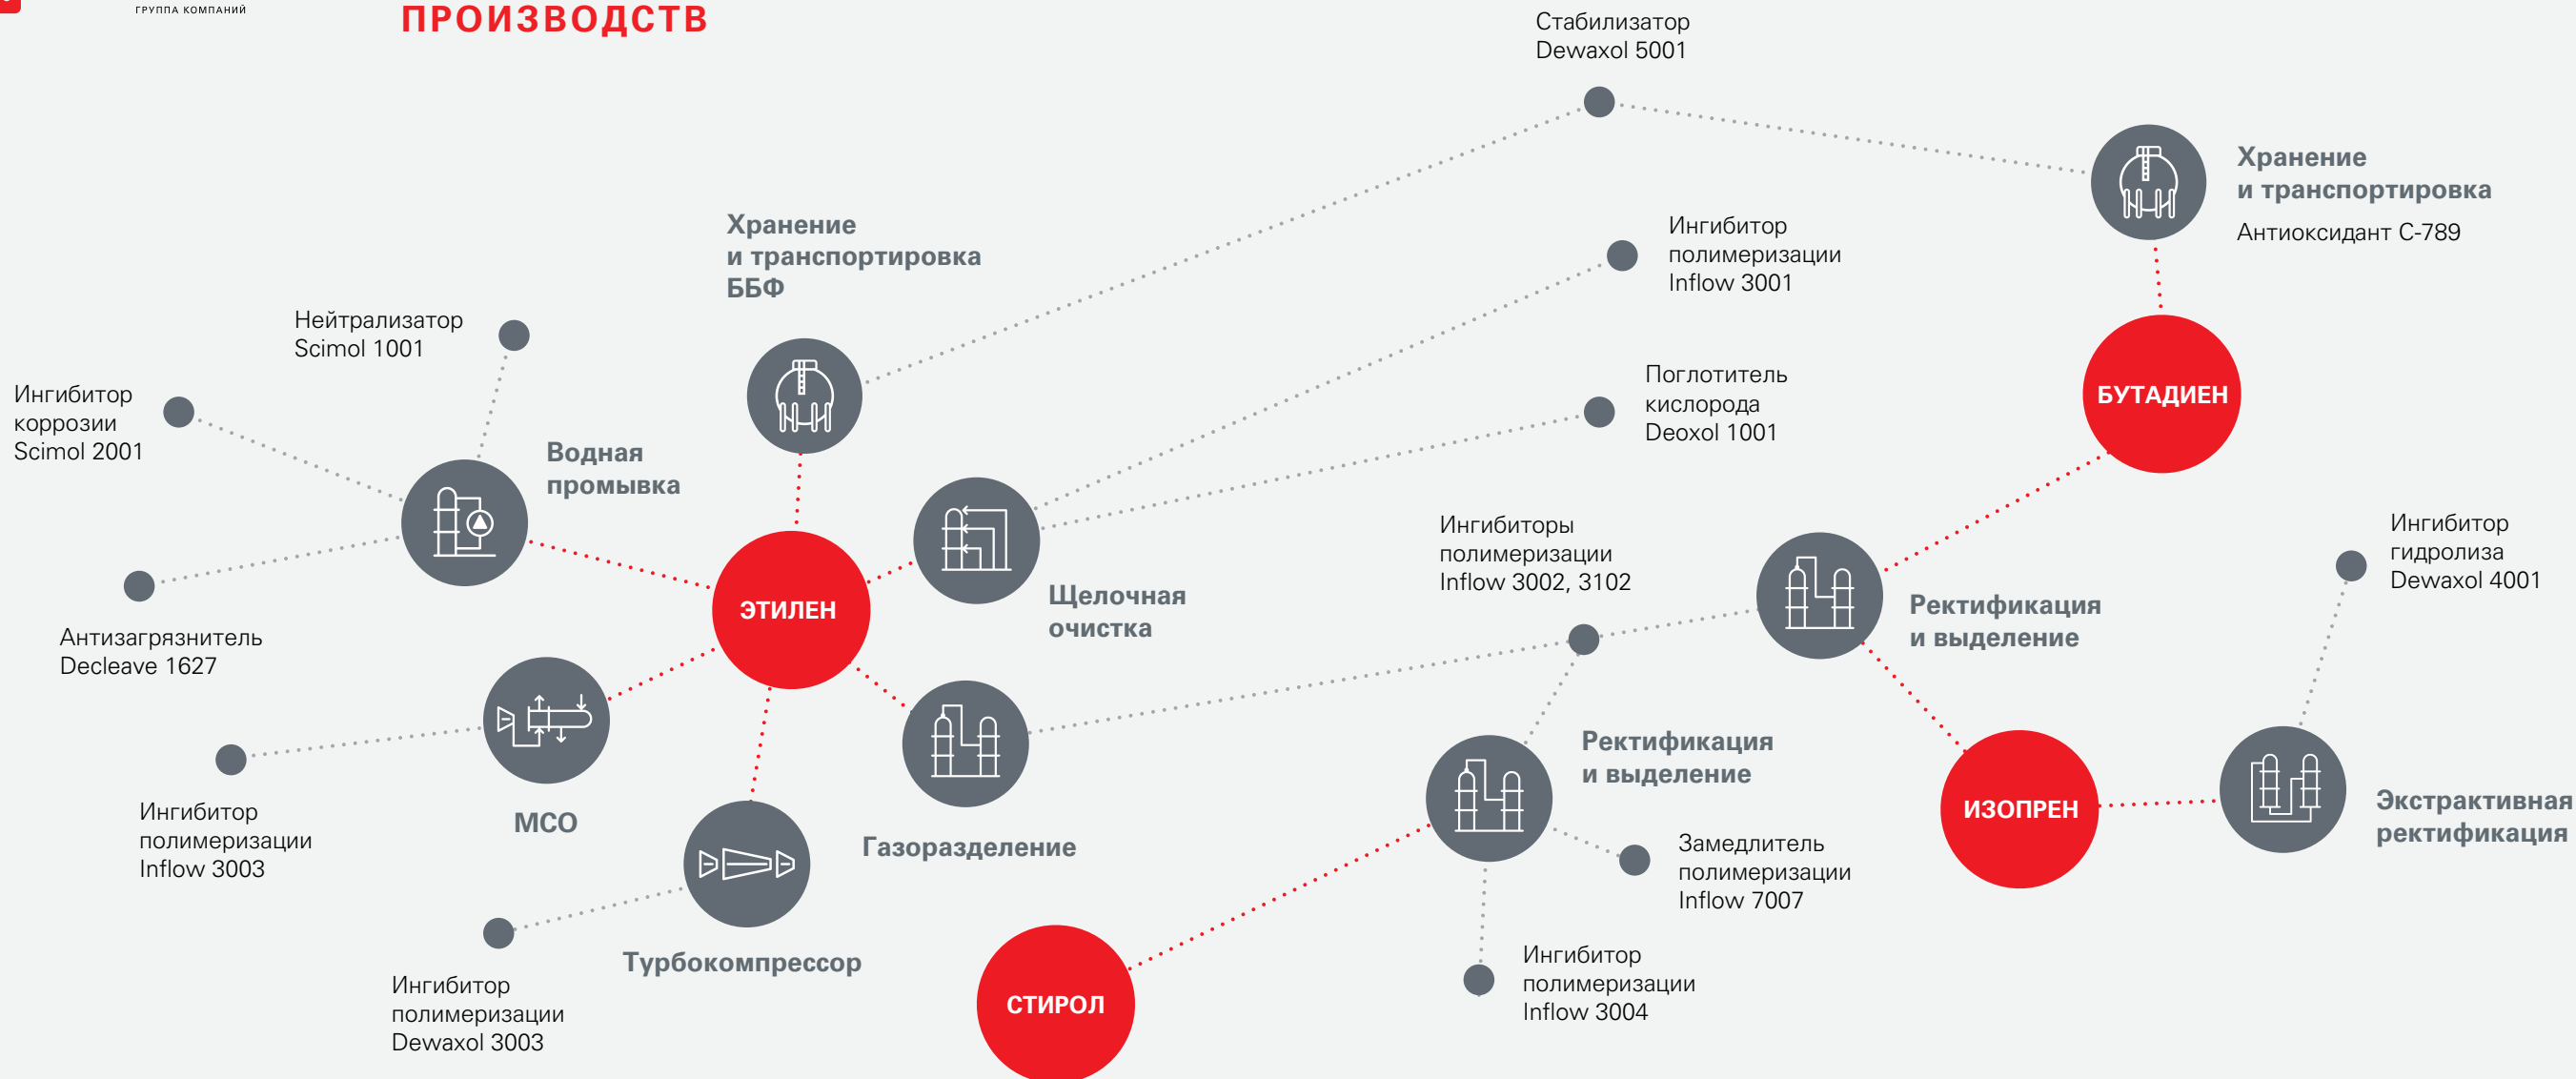 ГРУППА КОМПАНИЙ
ПРОИЗВОДСТВ
Стабилизатор
Dewaxol 5001
Хранение
и транспортировка
Антиоксидант С-789
Хранение
и транспортировка
ББФ
Ингибитор
полимеризации
Inflow 3001
Нейтрализатор
Scimol 1001
Ингибитор
коррозии
Scimol 2001
Поглотитель
кислорода
Deoxol 1001
БУТАДИЕН
Водная
промывка
Ингибиторы
полимеризации
Inflow 3002, 3102
Ингибитор
гидролиза
Dewaxol 4001
ЭТИЛЕН
Щелочная
очистка
Ректификация
и выделение
Антизагрязнитель
Decleave 1627
Ректификация
и выделение
Ингибитор
полимеризации
Inflow 3003
МСО
Газоразделение
ИЗОПРЕН
Экстрактивная
ректификация
Замедлитель
полимеризации
Inflow 7007
Турбокомпрессор
Ингибитор
полимеризации
Dewaxol 3003
СТИРОЛ
Ингибитор
полимеризации
Inflow 3004